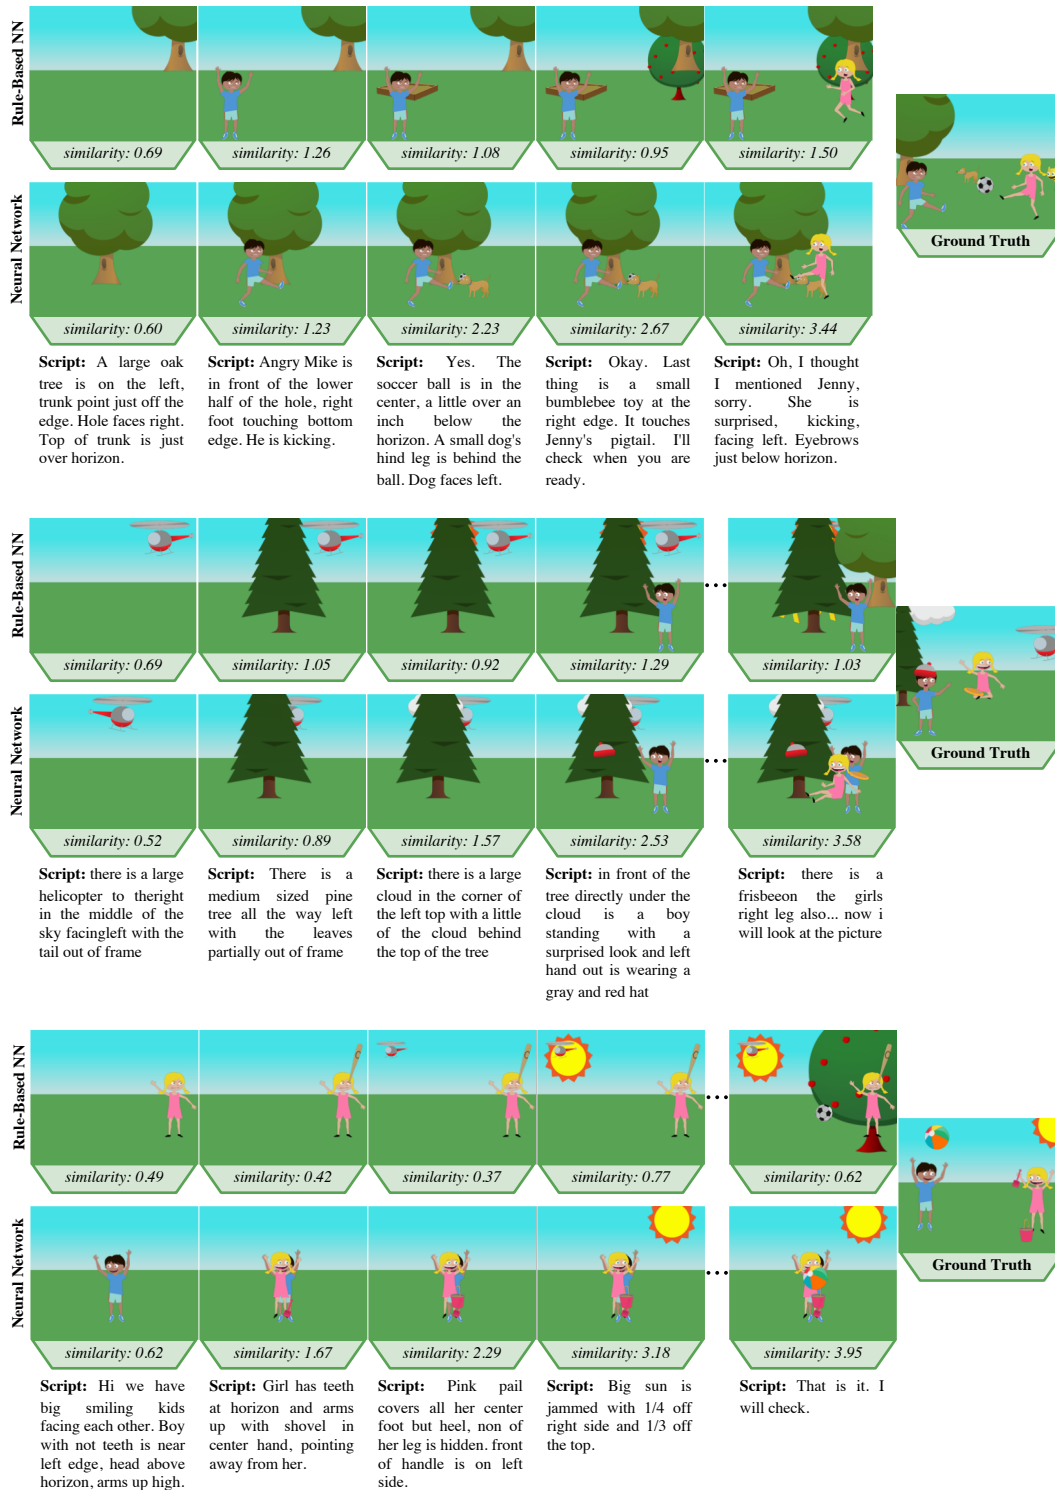 Rule-Based NN
similarity: 0.69
similarity: 1.26
similarity: 1.08
similarity: 0.95
similarity: 1.50
Neural Network
similarity: 0.60
similarity: 1.23
similarity: 2.23
similarity: 2.67
similarity: 3.44
Ground Truth
Script: A large oak
tree is on the left,
trunk point just off the
edge. Hole faces right.
Top of trunk is just
over horizon.
Script: Angry Mike is
in front of the lower
half of the hole, right
foot touching bottom
edge. He is kicking.
Script: Yes. The
soccer ball is in the
center, a little over an
inch below the
horizon. A small dog's
hind leg is behind the
ball. Dog faces left.
Script: Okay. Last
thing is a small
bumblebee toy at the
right edge. It touches
Jenny's pigtail. I'll
check when you are
ready.
Script: Oh, I thought
I mentioned Jenny,
sorry. She is
surprised, kicking,
facing left. Eyebrows
just below horizon.
Rule-Based NN
similarity: 0.69
similarity: 1.05
similarity: 0.92
similarity: 1.29
...
similarity: 1.03
Neural Network
similarity: 0.52
similarity: 0.89
similarity: 1.57
similarity: 2.53
...
similarity: 3.58
Ground Truth
Script: there is a large
helicopter to theright
in the middle of the
sky facingleft with the
tail out of frame
Script: There is a
medium sized pine
tree all the way left
with the leaves
partially out of frame
Script: there is a large
cloud in the corner of
the left top with a little
of the cloud behind
the top of the tree
Script: in front of the
tree directly under the
cloud is a boy
standing with a
surprised look and left
hand out is wearing a
gray and red hat
Script: there is a
frisbeeon the girls
right leg also... now i
will look at the picture
Rule-Based NN
similarity: 0.49
similarity: 0.42
similarity: 0.37
similarity: 0.77
...
similarity: 0.62
Neural Network
similarity: 0.62
similarity: 1.67
similarity: 2.29
similarity: 3.18
...
similarity: 3.95
Ground Truth
Script: Hi we have
big smiling kids
facing each other. Boy
with not teeth is near
left edge, head above
horizon, arms up high.
Script: Girl has teeth
at horizon and arms
up with shovel in
center hand, pointing
away from her.
Script: Pink pail
covers all her center
foot but heel, non of
her leg is hidden. front
of handle is on left
side.
Script: Big sun is
jammed with 1/4 off
right side and 1/3 off
the top.
Script: That is it. I
will check.